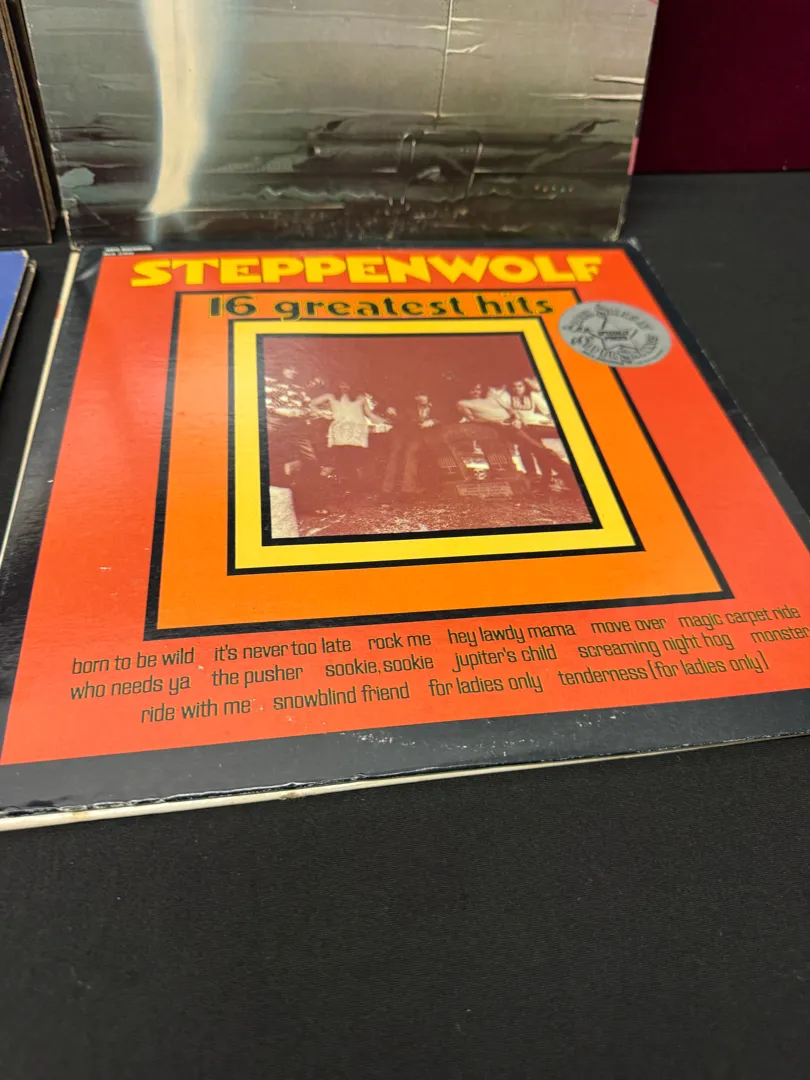 STEPPENWOLF
16 greatest hits
born to be wild it's never too late rock me hey lawdy mama move over magic carpet ride
who needs ya the pusher sookie, sookie jupiter's child screaming night hog monster
ride with me snowblind friend for ladies only tenderness (for ladies only)